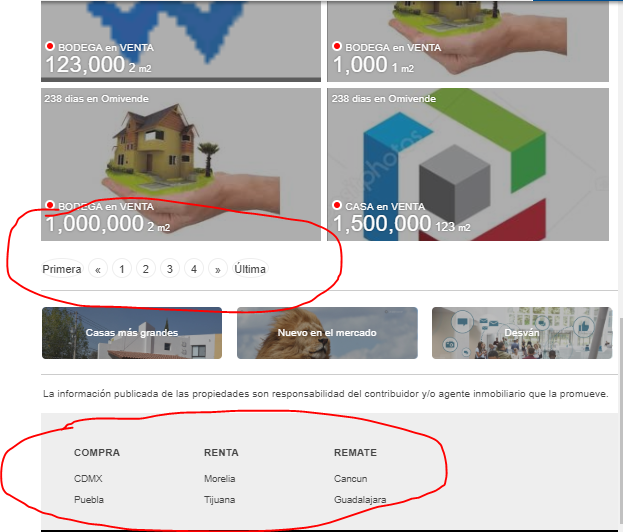 BODEGA en VENTA
123,000 2 m2
BODEGA en VENTA
1,000 1 m2
238 dias en Omivende
BODEGA en VENTA
1,000,000 2 m2
238 dias en Omivende
CASA en VENTA
1,500,000 123 m2
Primera « 1 2 3 4 » Última
Casas más grandes
Nuevo en el mercado
Desván
La información publicada de las propiedades son responsabilidad del contribuidor y/o agente inmobiliario que la promueve.
COMPRA RENTA REMATE
CDMX Morelia Cancun
Puebla Tijuana Guadalajara